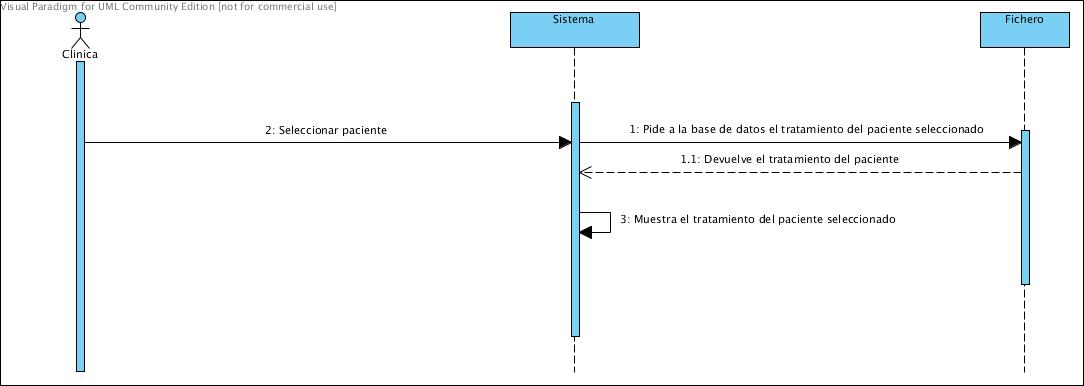 Visual Paradigm for UML Community Edition [not for commercial use]
Clínica
Sistema
Fichero
2: Seleccionar paciente
1: Pide a la base de datos el tratamiento del paciente seleccionado
1.1: Devuelve el tratamiento del paciente
3: Muestra el tratamiento del paciente seleccionado